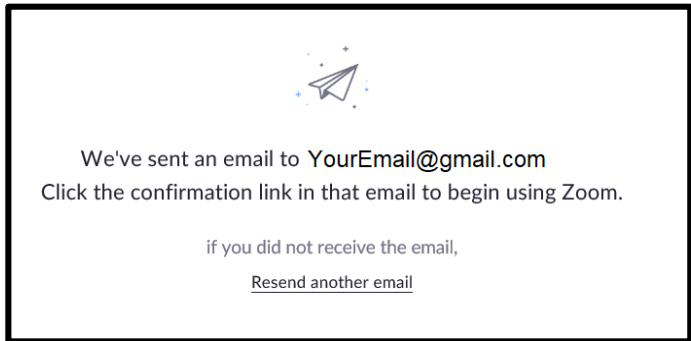 We've sent an email to YourEmail@gmail.com
Click the confirmation link in that email to begin using Zoom.
if you did not receive the email,
Resend another email